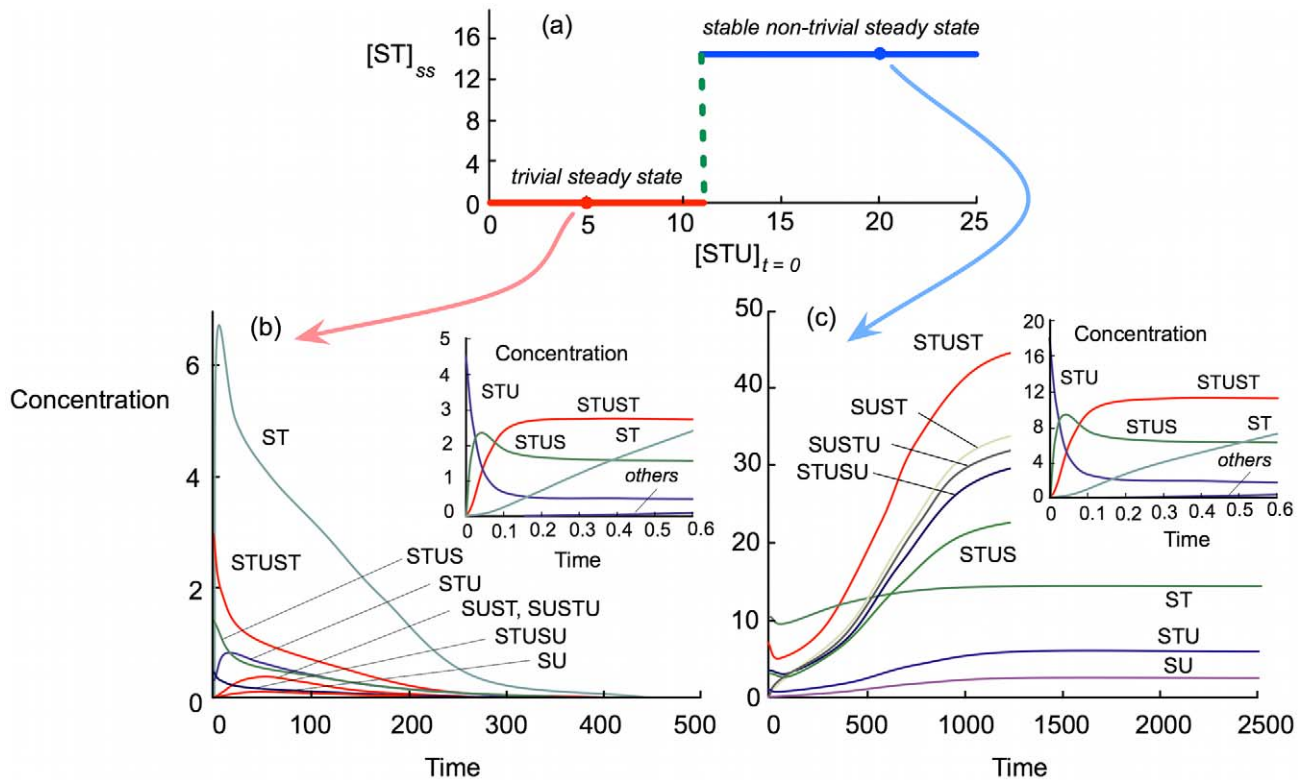 (a)
stable non-trivial steady state
[ST]ss
16
12
8
4
0
trivial steady state
0 5 10 15 20 25
[STU]t = 0
(b)
Concentration
6
4
2
0
ST
STUST
STUS
STU
SUST, SUSTU
STUSU
SU
0 100 200 300 400 500
Time
5
4
3
2
1
0
Concentration
STU
STUST
STUS
ST
others
0 0.1 0.2 0.3 0.4 0.5 0.6
Time
(c)
50
40
30
20
10
0
STUST
SUST
SUSTU
STUSU
STUS
ST
STU
SU
0 500 1000 1500 2000 2500
Time
20
16
12
8
4
0
Concentration
STU
STUST
STUS
ST
others
0 0.1 0.2 0.3 0.4 0.5 0.6
Time